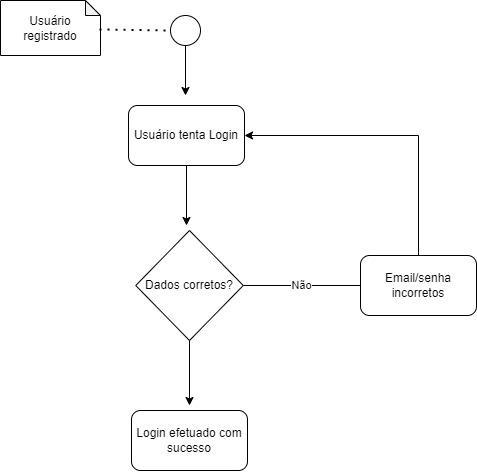 Usuário
registrado
Usuário tenta Login
Dados corretos?
Não
Email/senha
incorretos
Login efetuado com
sucesso